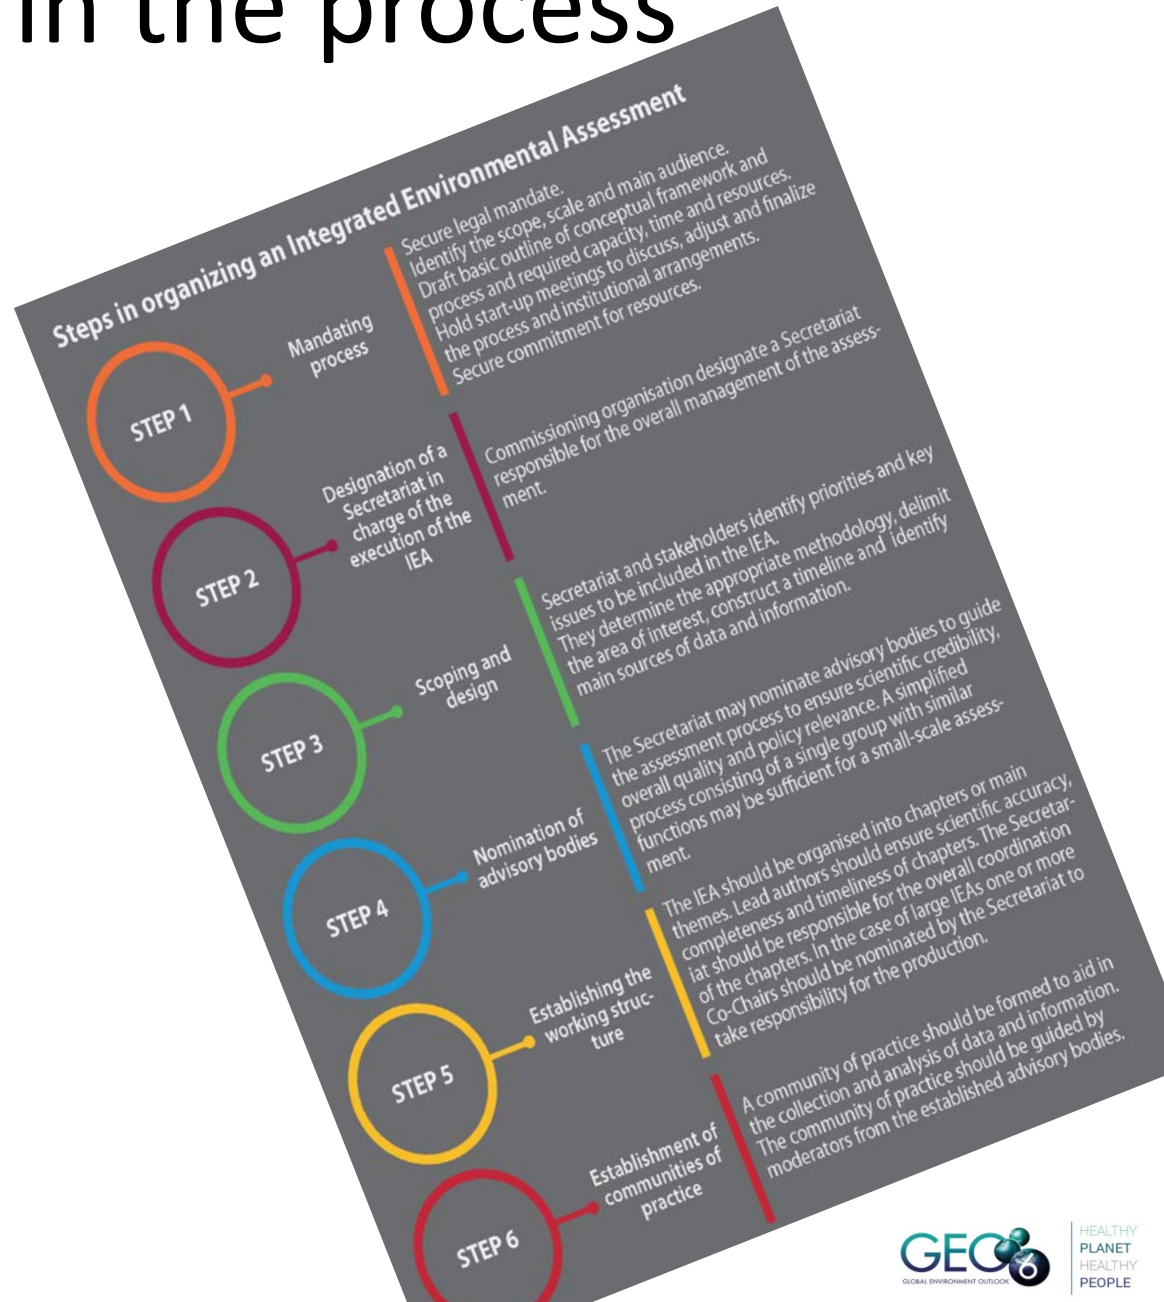 in the process
Steps in organizing an Integrated Environmental Assessment
STEP 1
Mandating
process
Secure legal mandate.
Identify the scope, scale and main audience.
Draft basic outline of conceptual framework and
process and required capacity, time and resources.
Hold start-up meetings to discuss, adjust and finalize
the process and institutional arrangements.
Secure commitment for resources.
STEP 2
Designation of a
Secretariat in
charge of the
execution of the
IEA
Commissioning organisation designate a Secretariat
responsible for the overall management of the assess-
ment.
STEP 3
Scoping and
design
Secretariat and stakeholders identify priorities and key
issues to be included in the IEA.
They determine the appropriate methodology, delimit
the area of interest, construct a timeline and identify
main sources of data and information.
STEP 4
Nomination of
advisory bodies
The Secretariat may nominate advisory bodies to guide
the assessment process to ensure scientific credibility,
overall quality and policy relevance. A simplified
process consisting of a single group with similar
functions may be sufficient for a small-scale assess-
ment.
STEP 5
Establishing the
working struc-
ture
The IEA should be organised into chapters or main
themes. Lead authors should ensure scientific accuracy,
completeness and timeliness of chapters. The Secretar-
iat should be responsible for the overall coordination
of the chapters. In the case of large IEAs one or more
Co-Chairs should be nominated by the Secretariat to
take responsibility for the production.
STEP 6
Establishment of
communities of
practice
A community of practice should be formed to aid in
the collection and analysis of data and information.
The community of practice should be guided by
moderators from the established advisory bodies.
GEO 6
GLOBAL ENVIRONMENT OUTLOOK
HEALTHY
PLANET
HEALTHY
PEOPLE